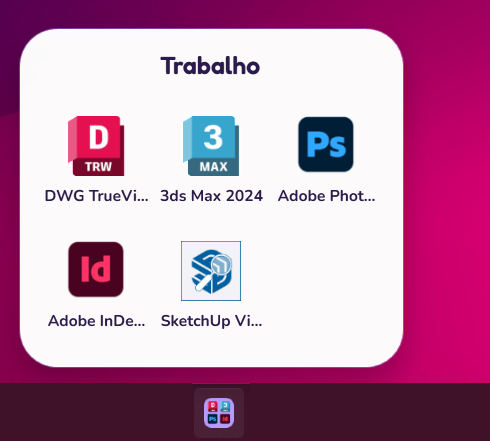 Trabalho
D
TRW
3
MAX
Ps
DWG TrueVi...
3ds Max 2024
Adobe Phot...
Id
Adobe InDe...
SketchUp Vi...